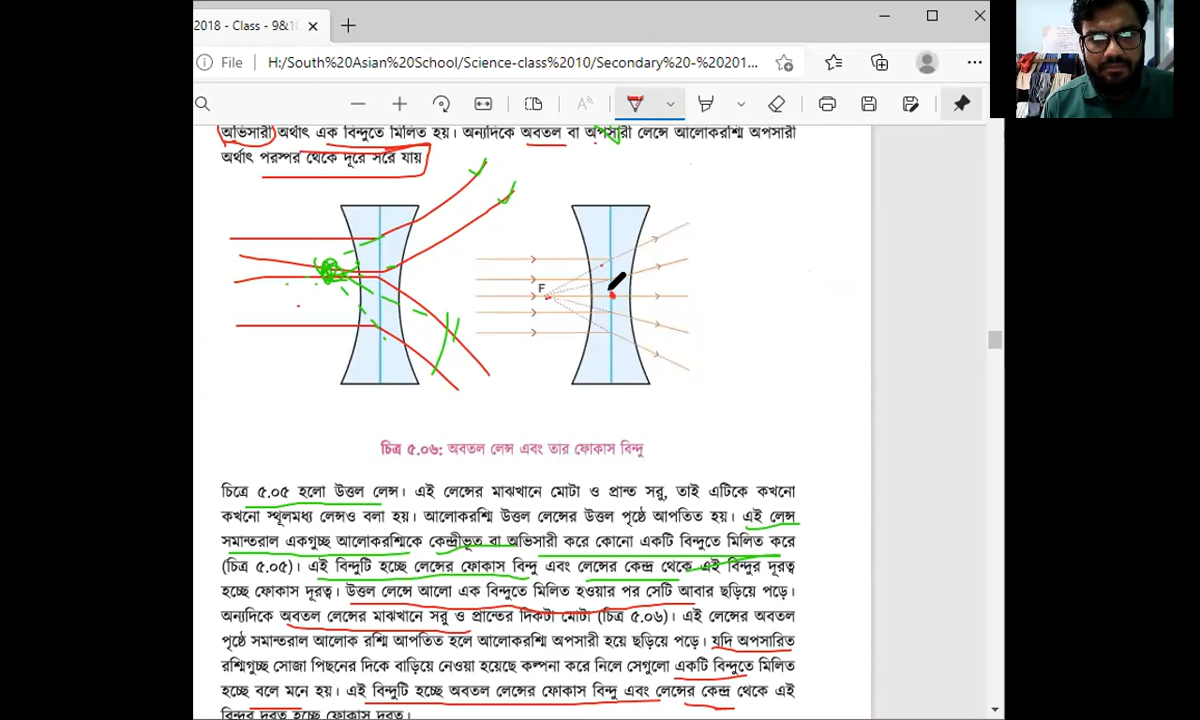 2018 - Class - 9&10
File H:/South%20Asian%20School/Science-class%2010/Secondary%20-%20201...
অভিসারী অর্থাৎ এক বিন্দুতে মিলিত হয়। অন্যদিকে অবতল বা অপসারী লেন্সে আলোকরশ্মি অপসারী
অর্থাৎ পরস্পর থেকে দূরে সরে যায়
F
চিত্র ৫.০৬: অবতল লেন্স এবং তার ফোকাস বিন্দু
চিত্রে ৫.০৫ হলো উত্তল লেন্স। এই লেন্সের মাঝখানে মোটা ও প্রান্ত সরু, তাই এটিকে কখনো
কখনো স্থূলমধ্য লেন্সও বলা হয়। আলোকরশ্মি উত্তল লেন্সের উত্তল পৃষ্ঠে আপতিত হয়। এই লেন্স
সমান্তরাল একগুচ্ছ আলোকরশ্মিকে কেন্দ্রীভূত বা অভিসারী করে কোনো একটি বিন্দুতে মিলিত করে
(চিত্র ৫.০৫)। এই বিন্দুটি হচ্ছে লেন্সের ফোকাস বিন্দু এবং লেন্সের কেন্দ্র থেকে এই বিন্দুর দূরত্ব
হচ্ছে ফোকাস দূরত্ব। উত্তল লেন্সে আলো এক বিন্দুতে মিলিত হওয়ার পর সেটি আবার ছড়িয়ে পড়ে।
অন্যদিকে অবতল লেন্সের মাঝখানে সরু ও প্রান্তের দিকটা মোটা (চিত্র ৫.০৬)। এই লেন্সের অবতল
পৃষ্ঠে সমান্তরাল আলোক রশ্মি আপতিত হলে আলোকরশ্মি অপসারী হয়ে ছড়িয়ে পড়ে। যদি অপসারিত
রশ্মিগুচ্ছ সোজা পিছনের দিকে বাড়িয়ে নেওয়া হয়েছে কল্পনা করে নিলে সেগুলো একটি বিন্দুতে মিলিত
হচ্ছে বলে মনে হয়। এই বিন্দুটি হচ্ছে অবতল লেন্সের ফোকাস বিন্দু এবং লেন্সের কেন্দ্র থেকে এই
বিন্দুর দূরত্ব হচ্ছে ফোকাস দূরত্ব।